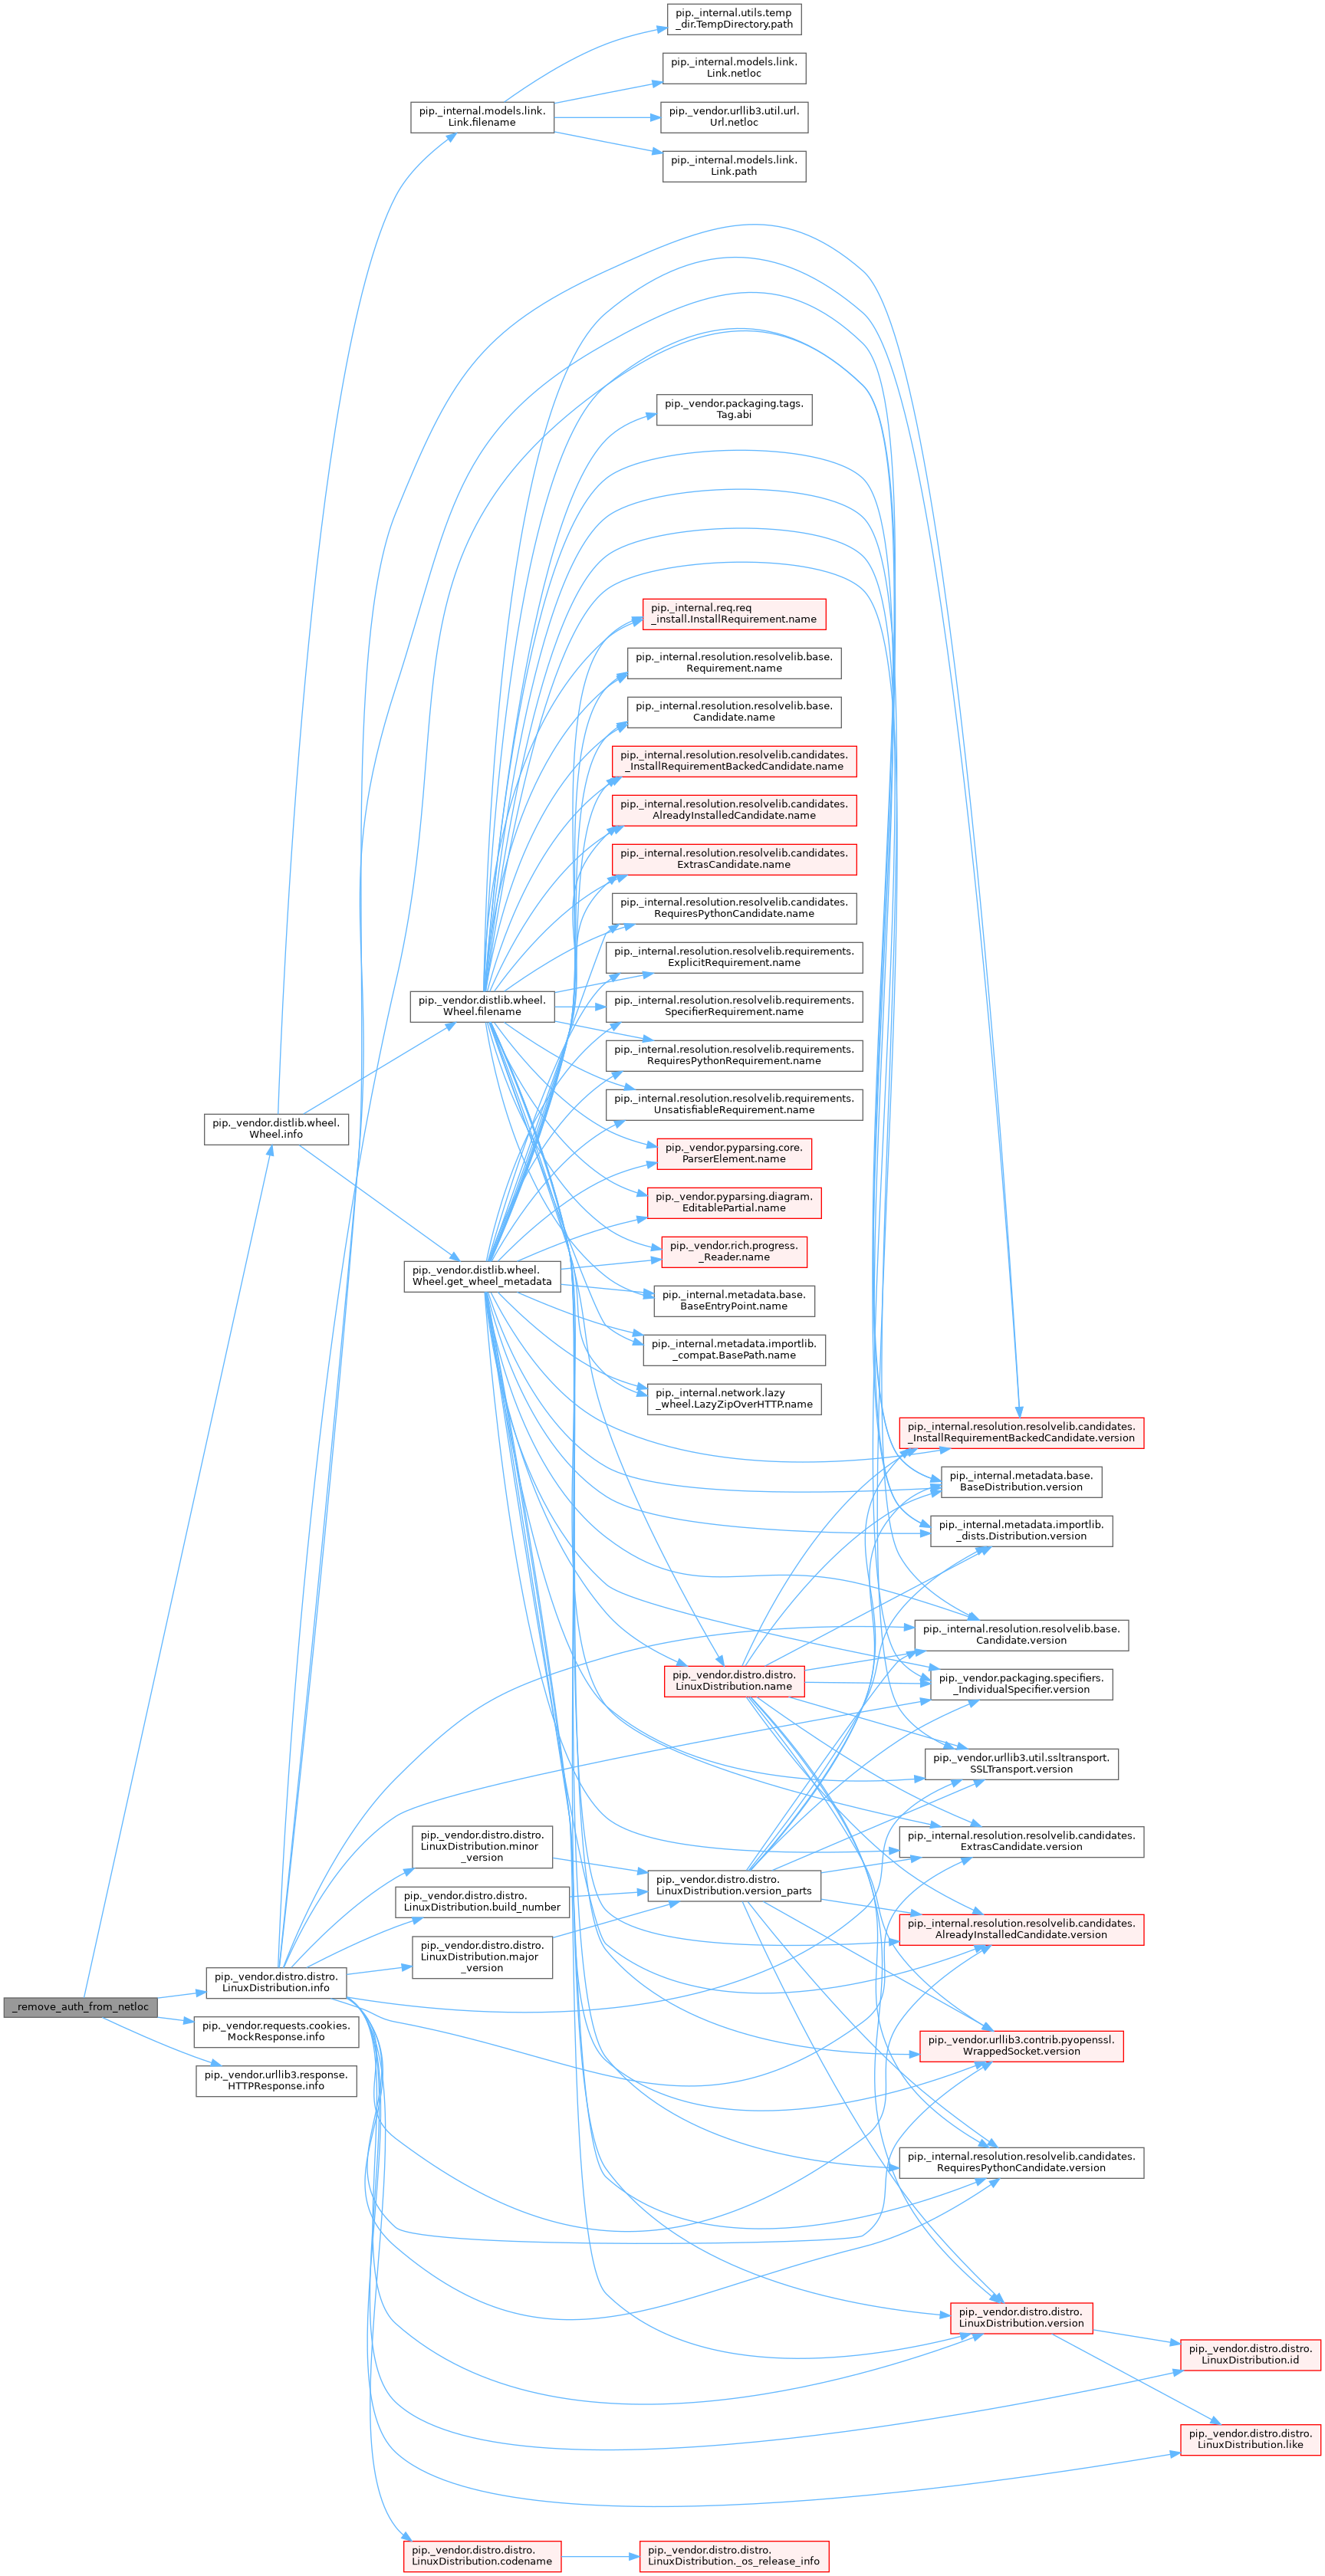 pip._internal.utils.temp
_dir.TempDirectory.path
pip._internal.models.link.
Link.netloc
pip._internal.models.link.
Link.filename
pip._vendor.urllib3.util.url.
Url.netloc
pip._internal.models.link.
Link.path
pip._vendor.packaging.tags.
Tag.abi
pip._internal.req.req
_install.InstallRequirement.name
pip._internal.resolution.resolvelib.base.
Requirement.name
pip._internal.resolution.resolvelib.base.
Candidate.name
pip._internal.resolution.resolvelib.candidates.
_InstallRequirementBackedCandidate.name
pip._internal.resolution.resolvelib.candidates.
AlreadyInstalledCandidate.name
pip._internal.resolution.resolvelib.candidates.
ExtrasCandidate.name
pip._internal.resolution.resolvelib.candidates.
RequiresPythonCandidate.name
pip._internal.resolution.resolvelib.requirements.
ExplicitRequirement.name
pip._vendor.distlib.wheel.
Wheel.filename
pip._internal.resolution.resolvelib.requirements.
SpecifierRequirement.name
pip._internal.resolution.resolvelib.requirements.
RequiresPythonRequirement.name
pip._internal.resolution.resolvelib.requirements.
UnsatisfiableRequirement.name
pip._vendor.distlib.wheel.
Wheel.info
pip._vendor.pyparsing.core.
ParserElement.name
pip._vendor.pyparsing.diagram.
EditablePartial.name
pip._vendor.rich.progress.
_Reader.name
pip._vendor.distlib.wheel.
Wheel.get_wheel_metadata
pip._internal.metadata.base.
BaseEntryPoint.name
pip._internal.metadata.importlib.
_compat.BasePath.name
pip._internal.network.lazy
_wheel.LazyZipOverHTTP.name
pip._internal.resolution.resolvelib.candidates.
_InstallRequirementBackedCandidate.version
pip._internal.metadata.base.
BaseDistribution.version
pip._internal.metadata.importlib.
_dists.Distribution.version
pip._internal.resolution.resolvelib.base.
Candidate.version
pip._vendor.distro.distro.
LinuxDistribution.name
pip._vendor.packaging.specifiers.
_IndividualSpecifier.version
pip._vendor.urllib3.util.ssltransport.
SSLTransport.version
pip._vendor.distro.distro.
LinuxDistribution.minor
_version
pip._internal.resolution.resolvelib.candidates.
ExtrasCandidate.version
pip._vendor.distro.distro.
LinuxDistribution.version_parts
pip._vendor.distro.distro.
LinuxDistribution.build_number
pip._internal.resolution.resolvelib.candidates.
AlreadyInstalledCandidate.version
pip._vendor.distro.distro.
LinuxDistribution.major
_version
pip._vendor.distro.distro.
LinuxDistribution.info
_remove_auth_from_netloc
pip._vendor.requests.cookies.
MockResponse.info
pip._vendor.urllib3.contrib.pyopenssl.
WrappedSocket.version
pip._vendor.urllib3.response.
HTTPResponse.info
pip._internal.resolution.resolvelib.candidates.
RequiresPythonCandidate.version
pip._vendor.distro.distro.
LinuxDistribution.version
pip._vendor.distro.distro.
LinuxDistribution.id
pip._vendor.distro.distro.
LinuxDistribution.like
pip._vendor.distro.distro.
LinuxDistribution.codename
pip._vendor.distro.distro.
LinuxDistribution._os_release_info